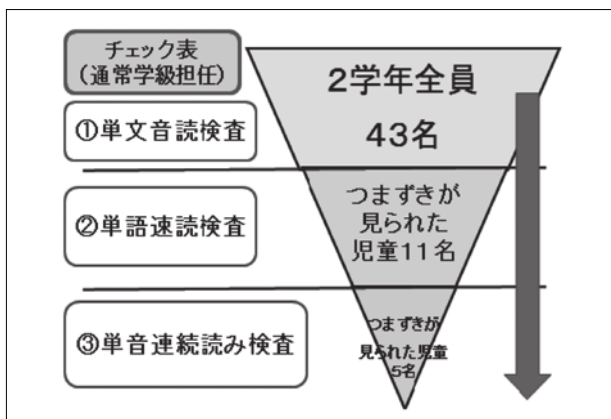 チェック表
(通常学級担任)
2学年全員
43名
①単文音読検査
つまずきが
見られた
児童11名
②単語速読検査
つまずきが
見られた児童
5名
③単音連続読み検査